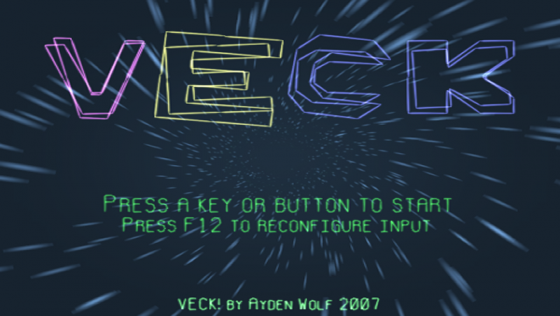 VECK
PRESS A KEY OR BUTTON TO START
PRESS F12 TO RECONFIGURE INPUT
VECK! BY AYDEN WOLF 2007